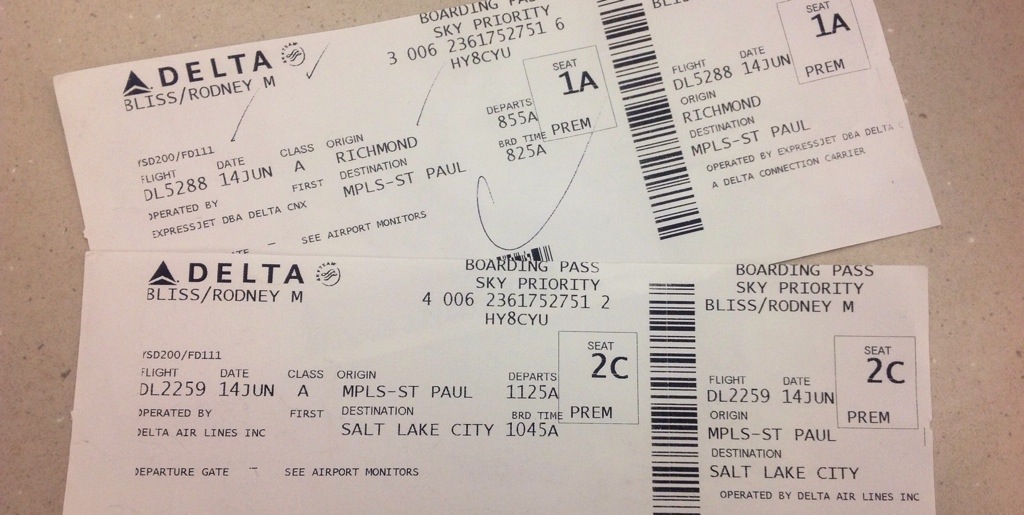 DELTA
BLISS/RODNEY M
BOARDING PASS
SKY PRIORITY
3 006 2361752751 6
HY8CYU
SEAT
1A
PREM
SD200/FD111
FLIGHT DATE CLASS ORIGIN DEPARTS
DL5288 14JUN A RICHMOND 855A
FIRST DESTINATION BRD TIME
MPLS-ST PAUL 825A
OPERATED BY
EXPRESSJET DBA DELTA CNX
SEE AIRPORT MONITORS
SEAT
1A
PREM
FLIGHT DATE
DL5288 14JUN
ORIGIN
RICHMOND
DESTINATION
MPLS-ST PAUL
OPERATED BY EXPRESSJET DBA DELTA C
A DELTA CONNECTION CARRIER
DELTA
BLISS/RODNEY M
BOARDING PASS
SKY PRIORITY
4 006 2361752751 2
HY8CYU
SEAT
2C
PREM
SD200/FD111
FLIGHT DATE CLASS ORIGIN DEPARTS
DL2259 14JUN A MPLS-ST PAUL 1125A
OPERATED BY FIRST DESTINATION BRD TIME
DELTA AIR LINES INC SALT LAKE CITY 1045A
DEPARTURE GATE SEE AIRPORT MONITORS
BOARDING PASS
SKY PRIORITY
BLISS/RODNEY M
SEAT
2C
PREM
FLIGHT DATE
DL2259 14JUN
ORIGIN
MPLS-ST PAUL
DESTINATION
SALT LAKE CITY
OPERATED BY DELTA AIR LINES INC